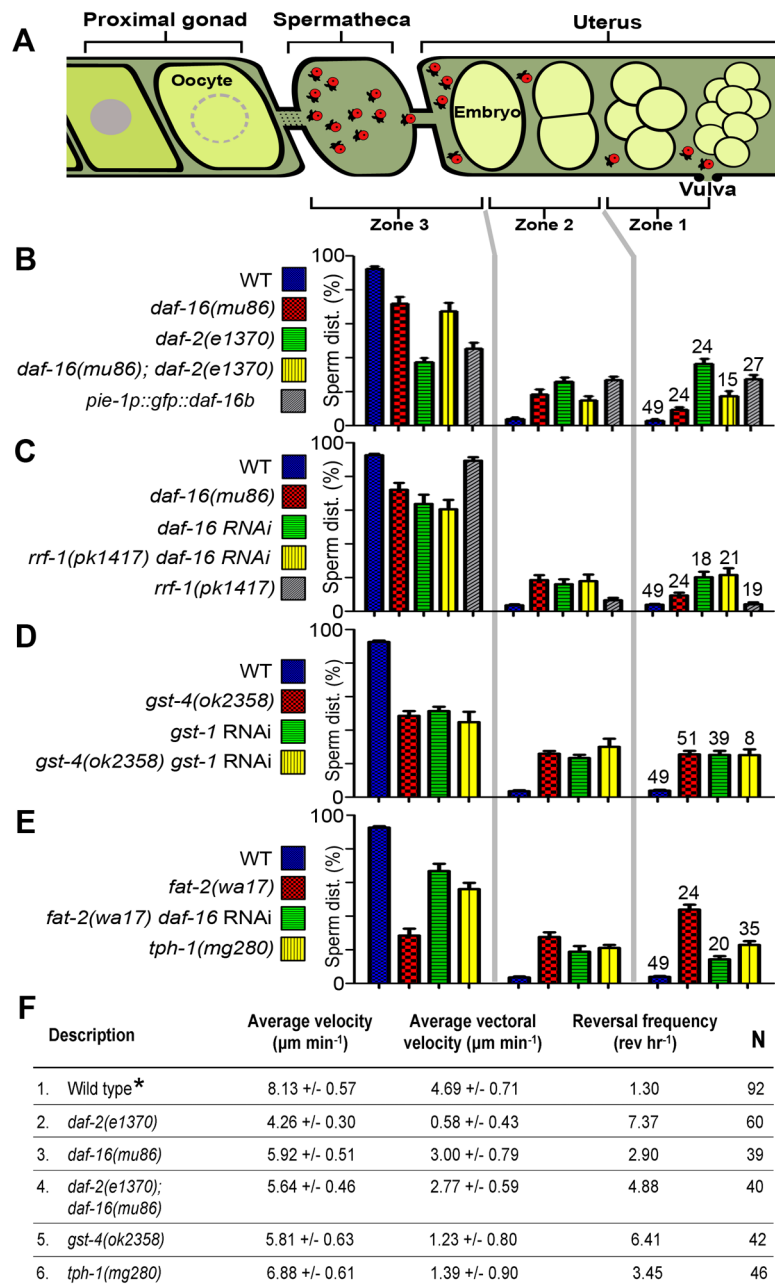 A
Proximal gonad Spermatheca Uterus
Oocyte
Embryo
Vulva
Zone 3 Zone 2 Zone 1
B
WT
daf-16(mu86)
daf-2(e1370)
daf-16(mu86); daf-2(e1370)
pie-1p::gfp::daf-16b
Sperm dist. (%)
100
0
49 24 24 15 27
C
WT
daf-16(mu86)
daf-16 RNAi
rrf-1(pk1417) daf-16 RNAi
rrf-1(pk1417)
Sperm dist. (%)
100
0
49 24 18 21 19
D
WT
gst-4(ok2358)
gst-1 RNAi
gst-4(ok2358) gst-1 RNAi
Sperm dist. (%)
100
0
49 51 39 8
E
WT
fat-2(wa17)
fat-2(wa17) daf-16 RNAi
tph-1(mg280)
Sperm dist. (%)
100
0
49 24 20 35
F
Description Average velocity (µm min-1) Average vectoral velocity (µm min-1) Reversal frequency (rev hr-1) N
1. Wild type* 8.13 +/- 0.57 4.69 +/- 0.71 1.30 92
2. daf-2(e1370) 4.26 +/- 0.30 0.58 +/- 0.43 7.37 60
3. daf-16(mu86) 5.92 +/- 0.51 3.00 +/- 0.79 2.90 39
4. daf-2(e1370); daf-16(mu86) 5.64 +/- 0.46 2.77 +/- 0.59 4.88 40
5. gst-4(ok2358) 5.81 +/- 0.63 1.23 +/- 0.80 6.41 42
6. tph-1(mg280) 6.88 +/- 0.61 1.39 +/- 0.90 3.45 46